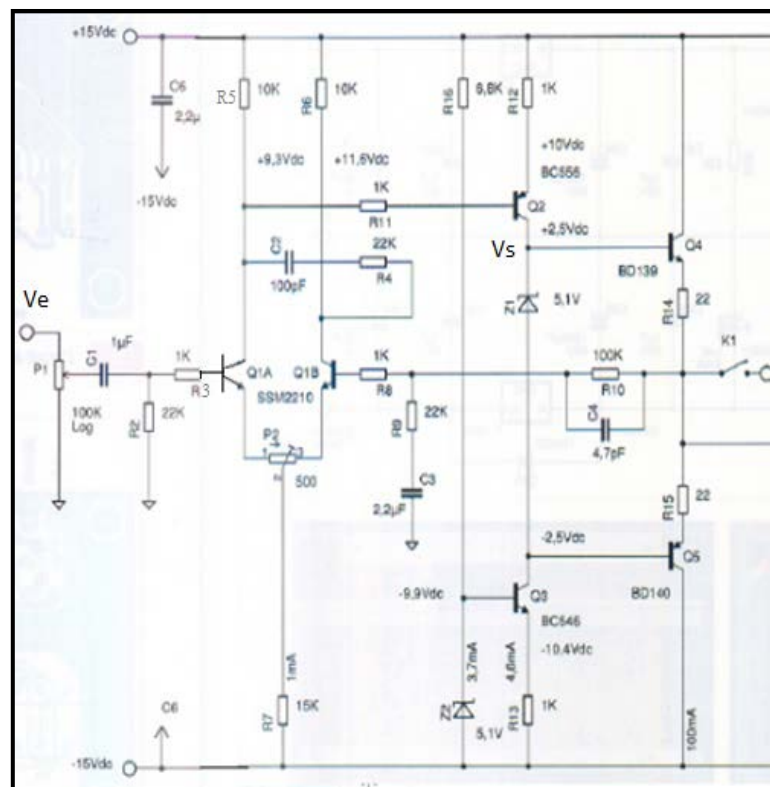 +15Vdc
C5
2,2µ
-15Vdc
R5
10K
R6
10K
R16
6,8K
R12
1K
+9,3Vdc
+11,6Vdc
+10Vdc
BC556
1K
R11
Q2
+2,5Vdc
Vs
Q4
C2
100pF
22K
R4
BD139
Z1
5,1V
R14
22
Ve
P1
C1
1µF
1K
R3
Q1A
Q1B
SSM2210
1K
R8
100K
R10
K1
100K
Log
R2
22K
R9
22K
C4
4,7pF
P2
1
2
500
C3
2,2µF
R15
22
-2,5Vdc
Q5
-9,9Vdc
Q3
BD140
BC546
-10,4Vdc
1mA
3,7mA
4,6mA
C6
R7
15K
Z2
5,1V
R13
1K
100mA
-15Vdc